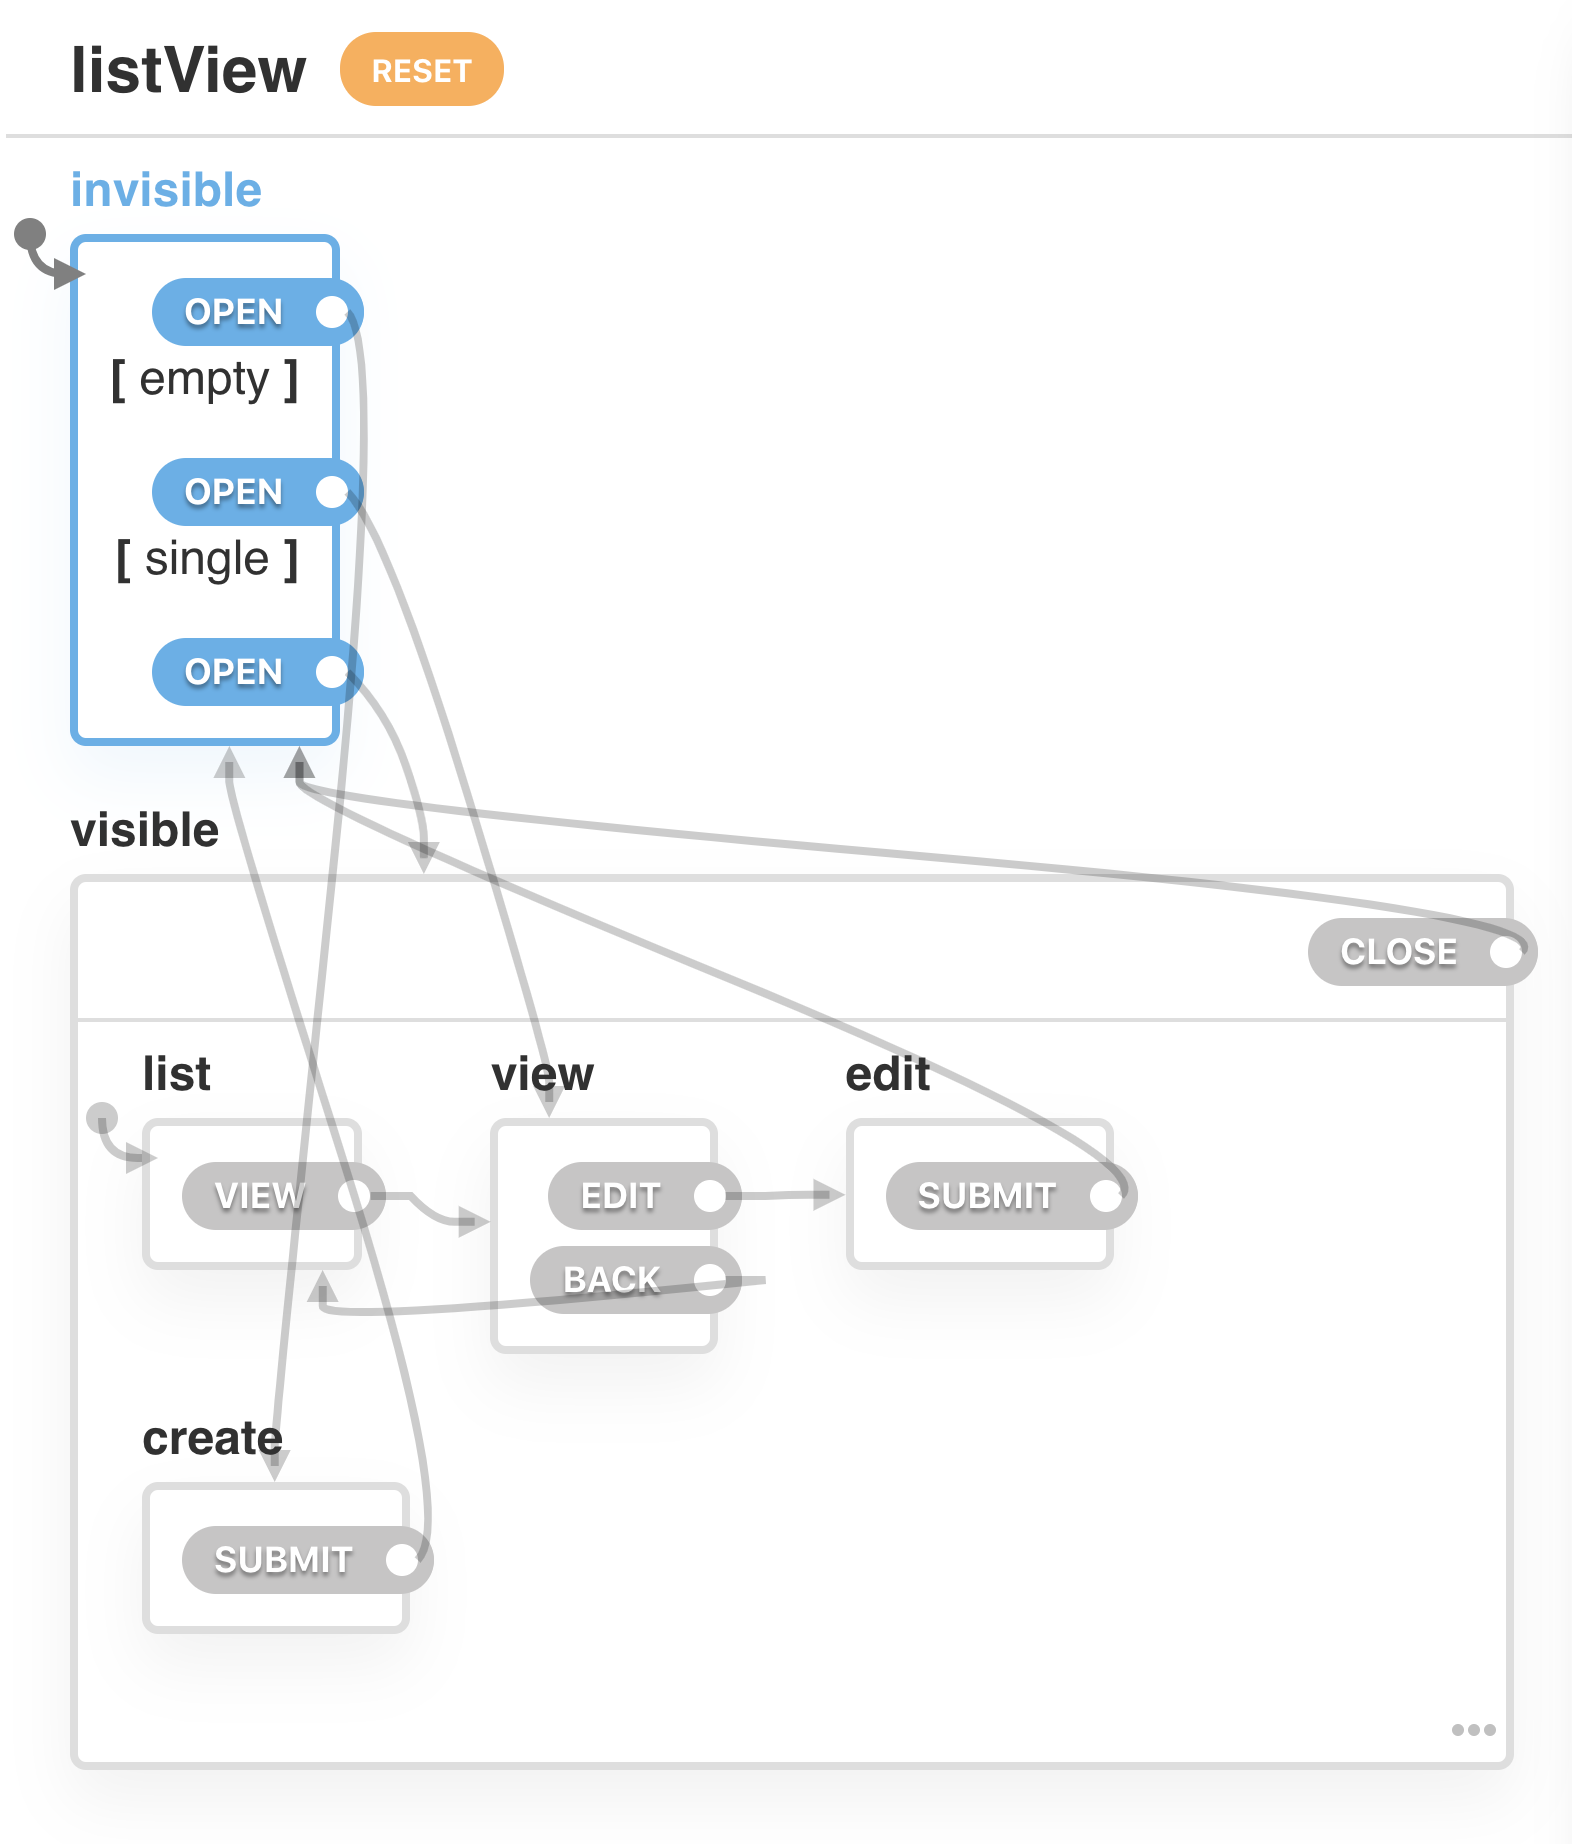 listView RESET
invisible
OPEN
[ empty ]
OPEN
[ single ]
OPEN
visible
CLOSE
list view edit
VIEW EDIT SUBMIT
BACK
create
SUBMIT